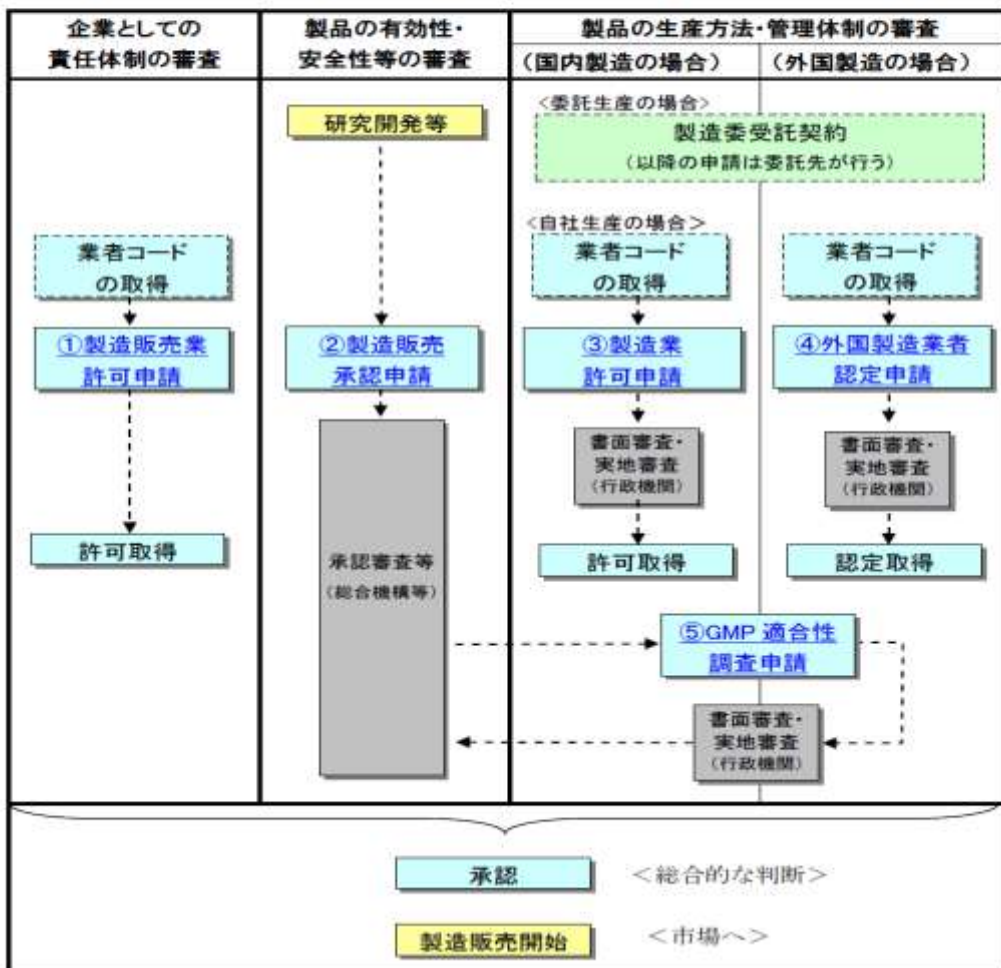 企業としての
責任体制の審査
製品の有効性・
安全性等の審査
製品の生産方法・管理体制の審査
（国内製造の場合）
（外国製造の場合）
研究開発等
<委託生産の場合>
製造委受託契約
（以降の申請は委託先が行う）
<自社生産の場合＞
業者コード
の取得
業者コード
の取得
業者コード
の取得
①製造販売業
許可申請
②製造販売
承認申請
③製造業
許可申請
④外国製造業者
認定申請
書面審査・
実地審査
（行政機関）
書面審査・
実地審査
（行政機関）
許可取得
承認審査等
（総合機構等）
許可取得
認定取得
⑤GMP 適合性
調査申請
書面審査・
実地審査
（行政機関）
承認
＜総合的な判断＞
製造販売開始
＜市場へ＞